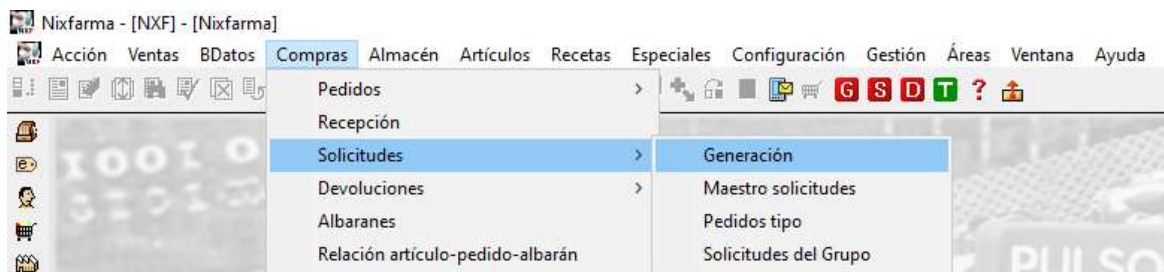 Nixfarma - [NXF] - [Nixfarma]
Acción Ventas BDatos Compras Almacén Artículos Recetas Especiales Configuración Gestión Áreas Ventana Ayuda
G S D T ?
Pedidos >
Recepción
Solicitudes > Generación
Devoluciones > Maestro solicitudes
Albaranes Pedidos tipo
Relación artículo-pedido-albarán Solicitudes del Grupo
PULSO